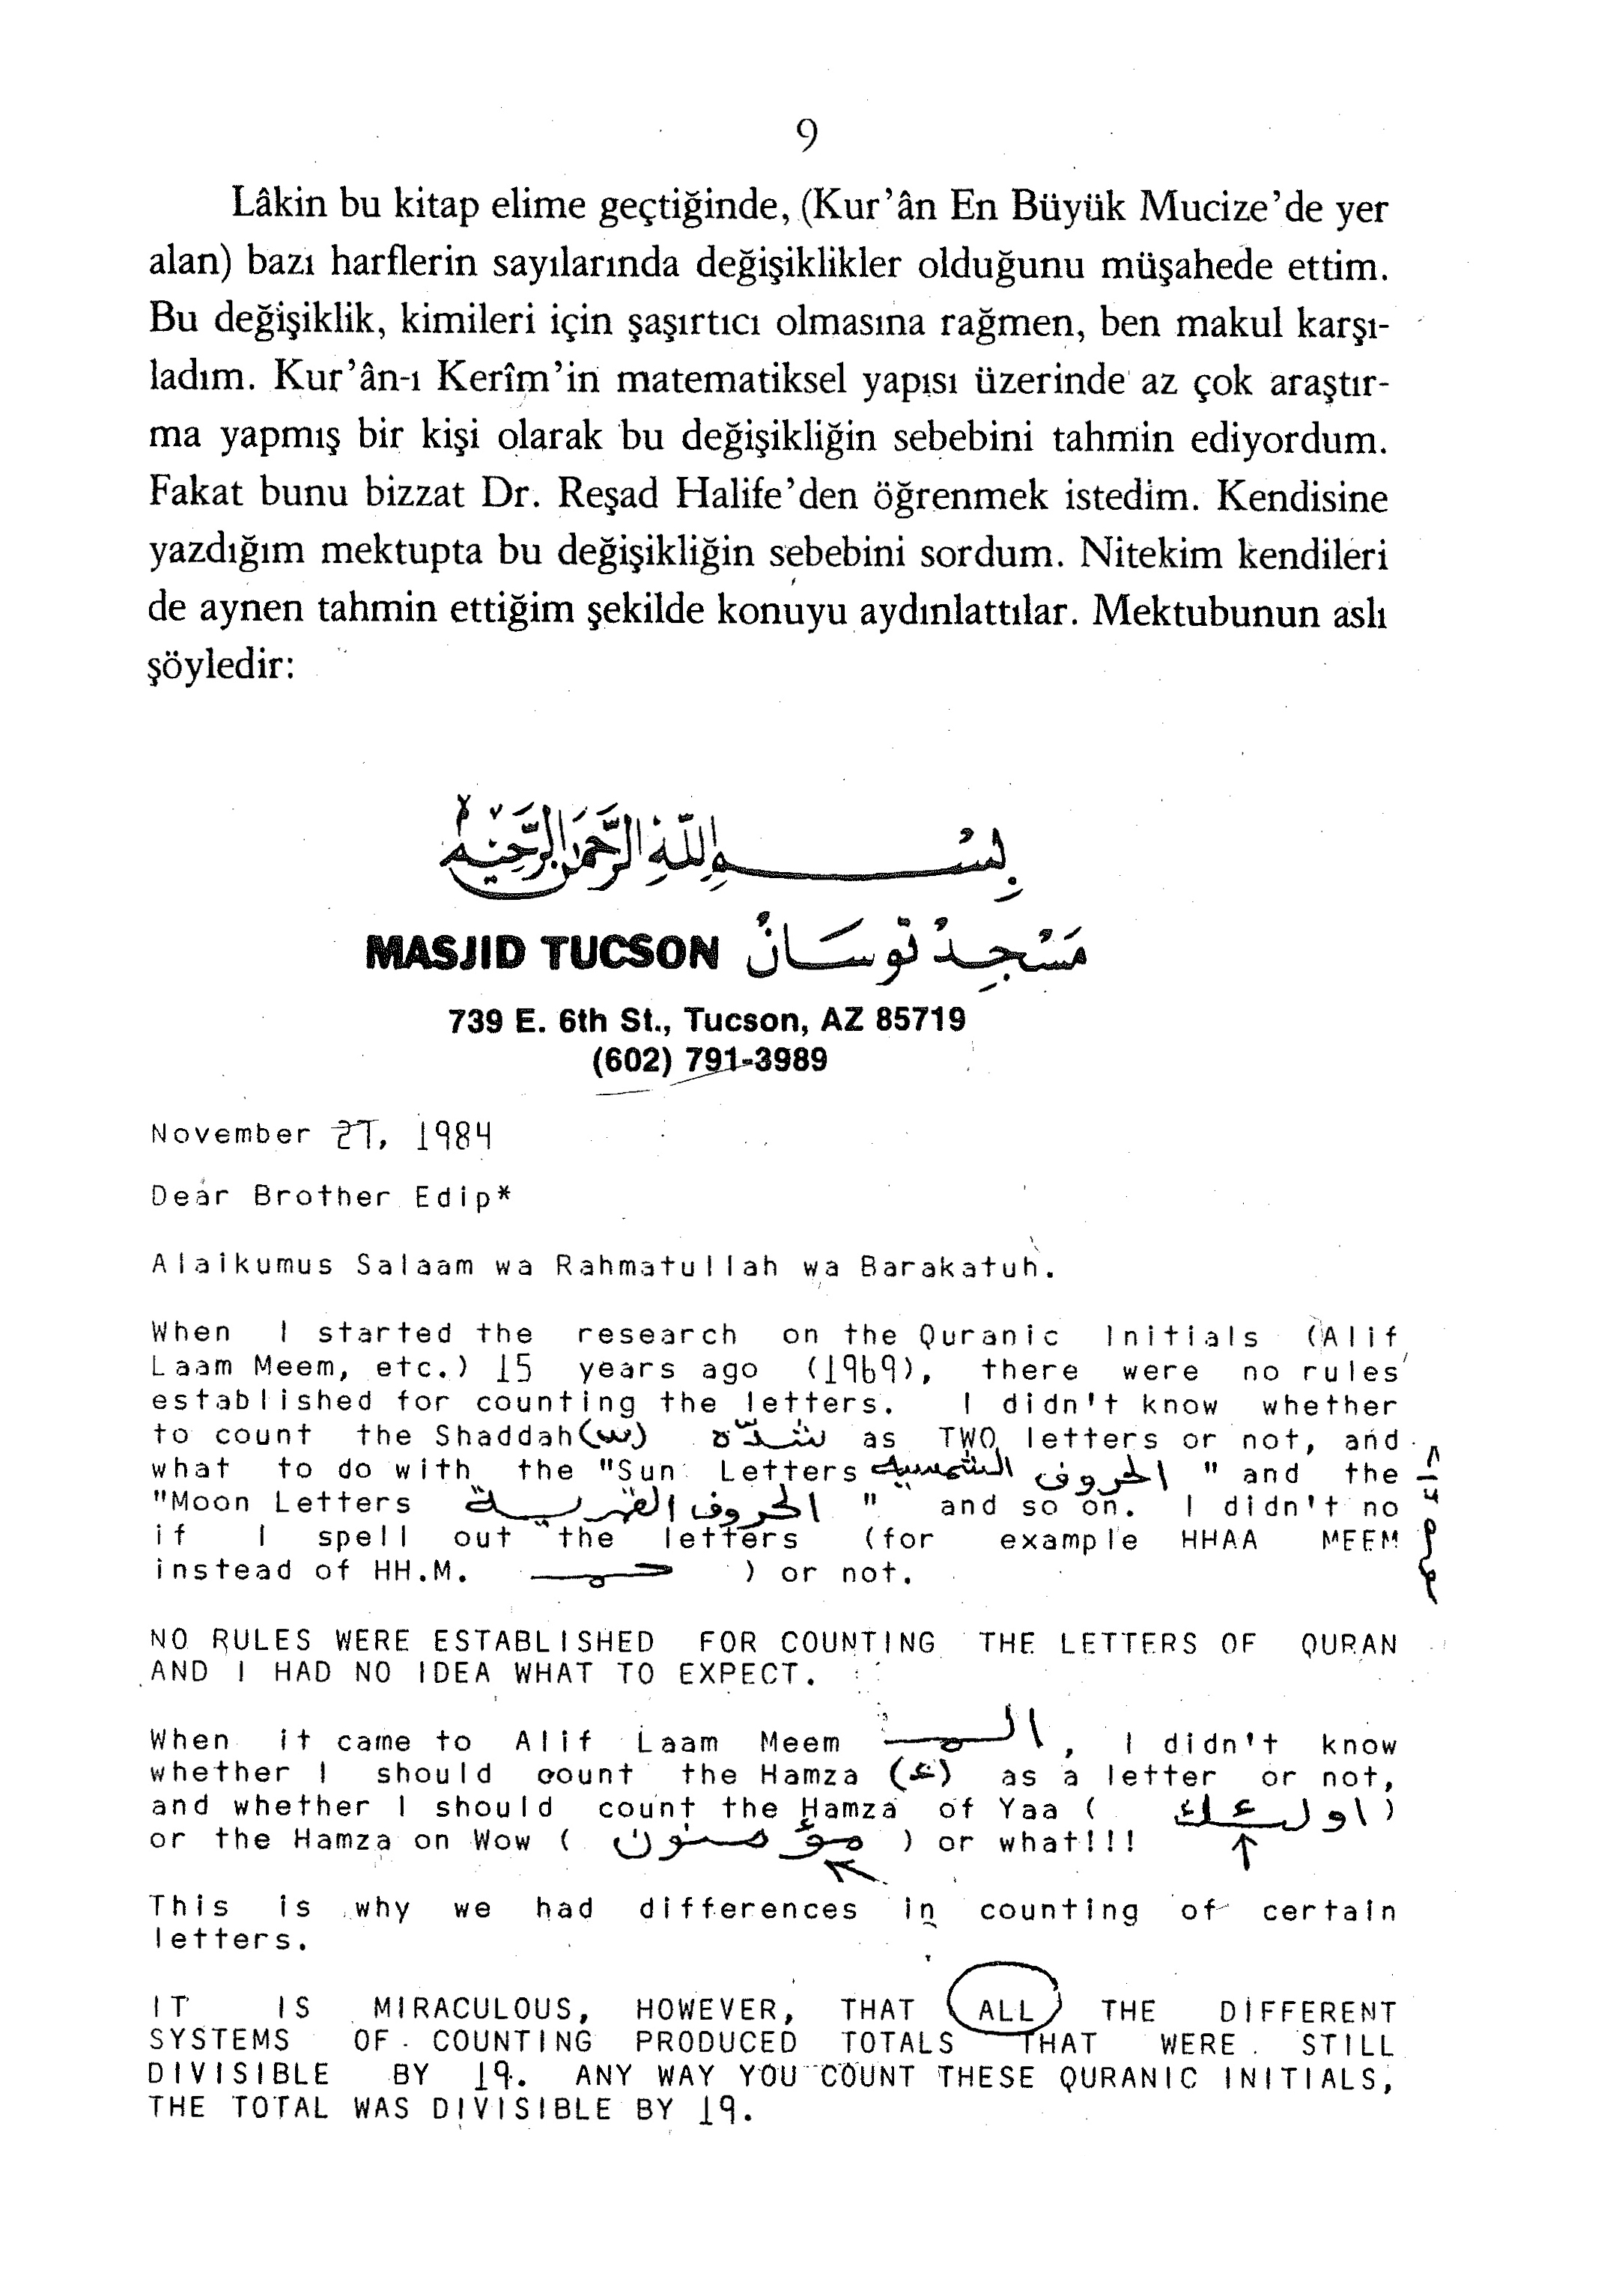 9
Lâkin bu kitap elime geçtiğinde, (Kur'ân En Büyük Mucize'de yer
alan) bazı harflerin sayılarında değişiklikler olduğunu müşahede ettim.
Bu değişiklik, kimileri için şaşırtıcı olmasına rağmen, ben makul karşı-
ladım. Kur'ân-ı Kerîm'in matematiksel yapısı üzerinde az çok araştır-
ma yapmış bir kişi olarak bu değişikliğin sebebini tahmin ediyordum.
Fakat bunu bizzat Dr. Reşad Halife'den öğrenmek istedim. Kendisine
yazdığım mektupta bu değişikliğin sebebini sordum. Nitekim kendileri
de aynen tahmin ettiğim şekilde konuyu aydınlattılar. Mektubunun aslı
şöyledir:
بِسْمِ اللَّهِ الرَّحْمَٰنِ الرَّحِيمِ
MASJID TUCSON مَسْجِدْ تُوسَانْ
739 E. 6th St., Tucson, AZ 85719
(602) 791-3989
November 27, 1984
Dear Brother Edip*
Alaikumus Salaam wa Rahmatullah wa Barakatuh.
When I started the research on the Quranic Initials (Alif
Laam Meem, etc.) 15 years ago (1969), there were no rules
established for counting the letters. I didn't know whether
to count the Shaddah ( ّ ) شدّه as TWO letters or not, and
what to do with the "Sun Letters الحروف الشمسيه " and the
"Moon Letters الحروف القمرية " and so on. I didn't no
if I spell out the letters (for example HHAA MEEM
instead of HH.M. حم ) or not.
NO RULES WERE ESTABLISHED FOR COUNTING THE LETTERS OF QURAN
AND I HAD NO IDEA WHAT TO EXPECT.
When it came to Alif Laam Meem الم , I didn't know
whether I should count the Hamza (ء) as a letter or not,
and whether I should count the Hamza of Yaa ( اولئك )
or the Hamza on Wow ( مؤمنون ) or what!!!
This is why we had differences in counting of certain
letters.
IT IS MIRACULOUS, HOWEVER, THAT ALL THE DIFFERENT
SYSTEMS OF COUNTING PRODUCED TOTALS THAT WERE STILL
DIVISIBLE BY 19. ANY WAY YOU COUNT THESE QURANIC INITIALS,
THE TOTAL WAS DIVISIBLE BY 19.